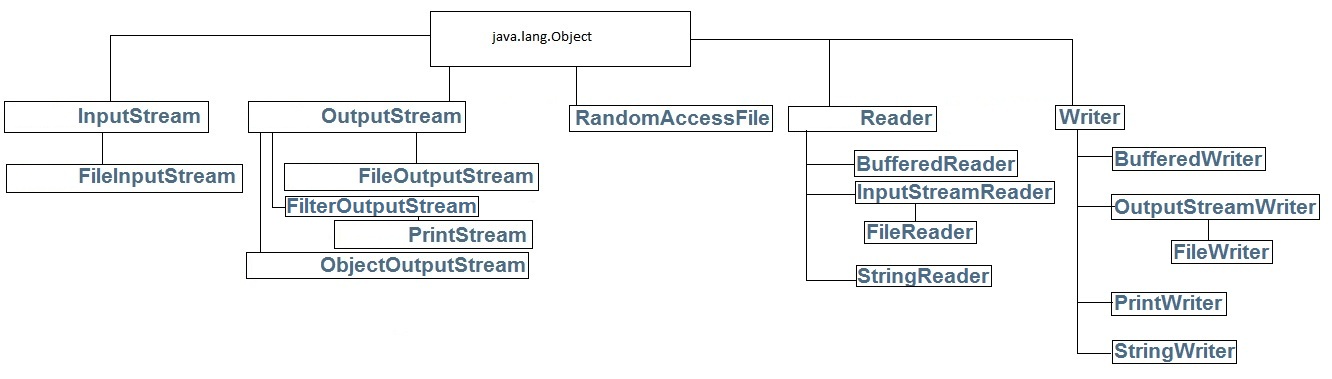 java.lang.Object
InputStream
FileInputStream
OutputStream
FileOutputStream
FilterOutputStream
PrintStream
ObjectOutputStream
RandomAccessFile
Reader
BufferedReader
InputStreamReader
FileReader
StringReader
Writer
BufferedWriter
OutputStreamWriter
FileWriter
PrintWriter
StringWriter